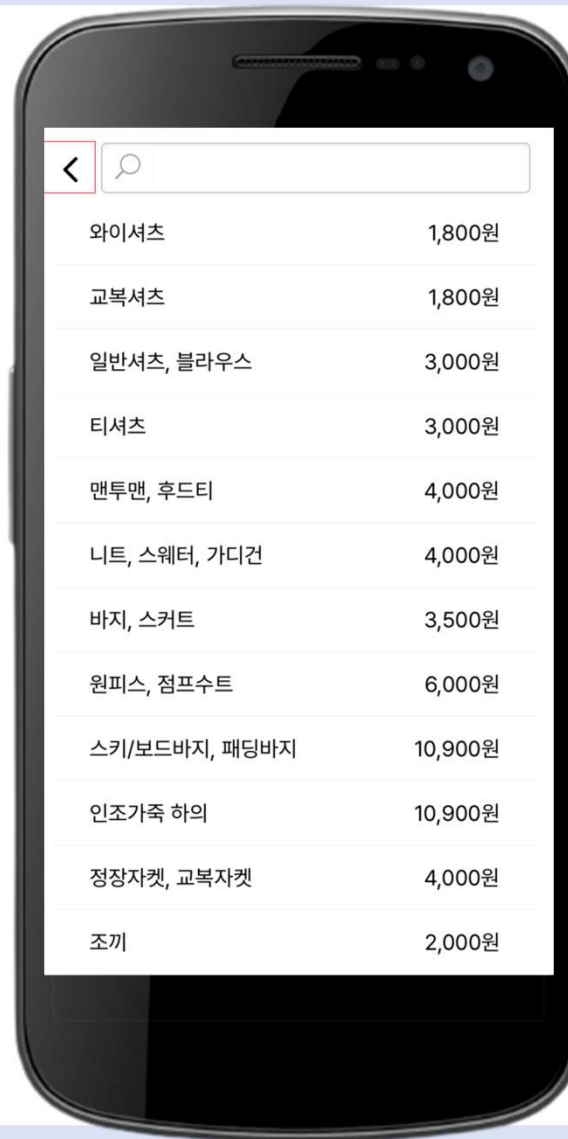 와이셔츠 1,800원
교복셔츠 1,800원
일반셔츠, 블라우스 3,000원
티셔츠 3,000원
맨투맨, 후드티 4,000원
니트, 스웨터, 가디건 4,000원
바지, 스커트 3,500원
원피스, 점프수트 6,000원
스키/보드바지, 패딩바지 10,900원
인조가죽 하의 10,900원
정장자켓, 교복자켓 4,000원
조끼 2,000원